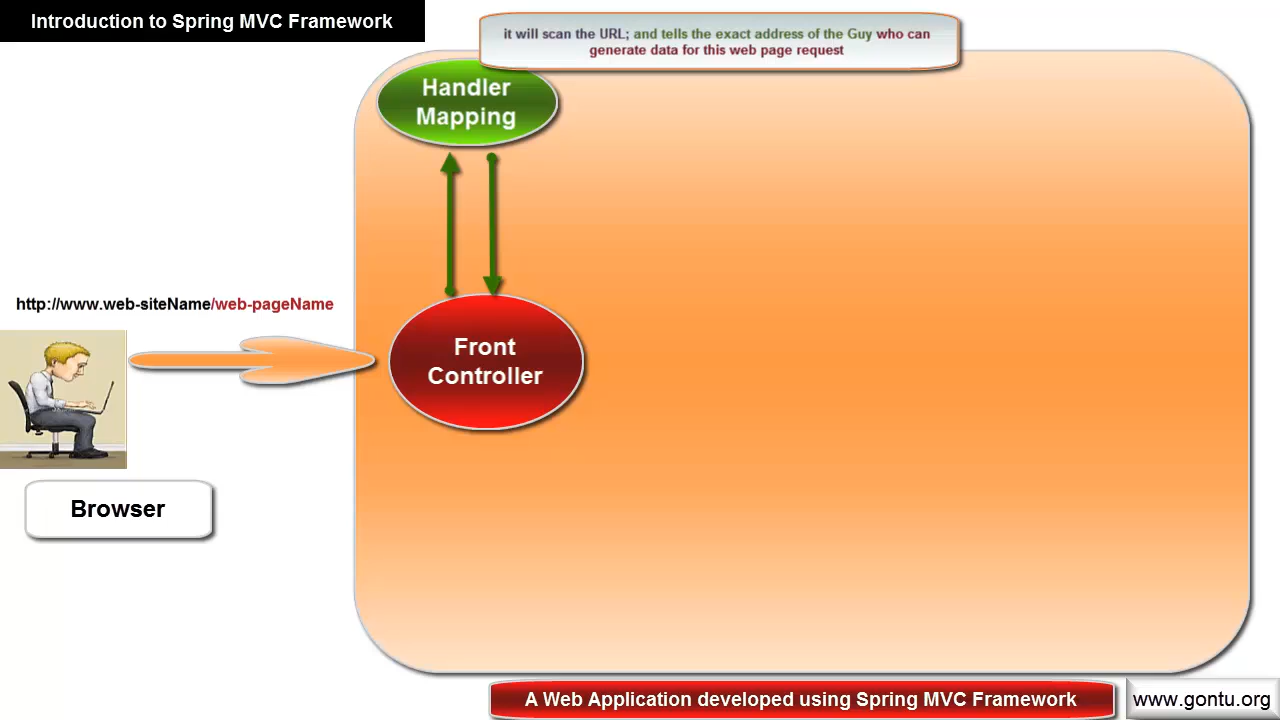 Introduction to Spring MVC Framework
it will scan the URL; and tells the exact address of the Guy who can
generate data for this web page request
Handler
Mapping
http://www.web-siteName/web-pageName
Front
Controller
Browser
A Web Application developed using Spring MVC Framework
www.gontu.org